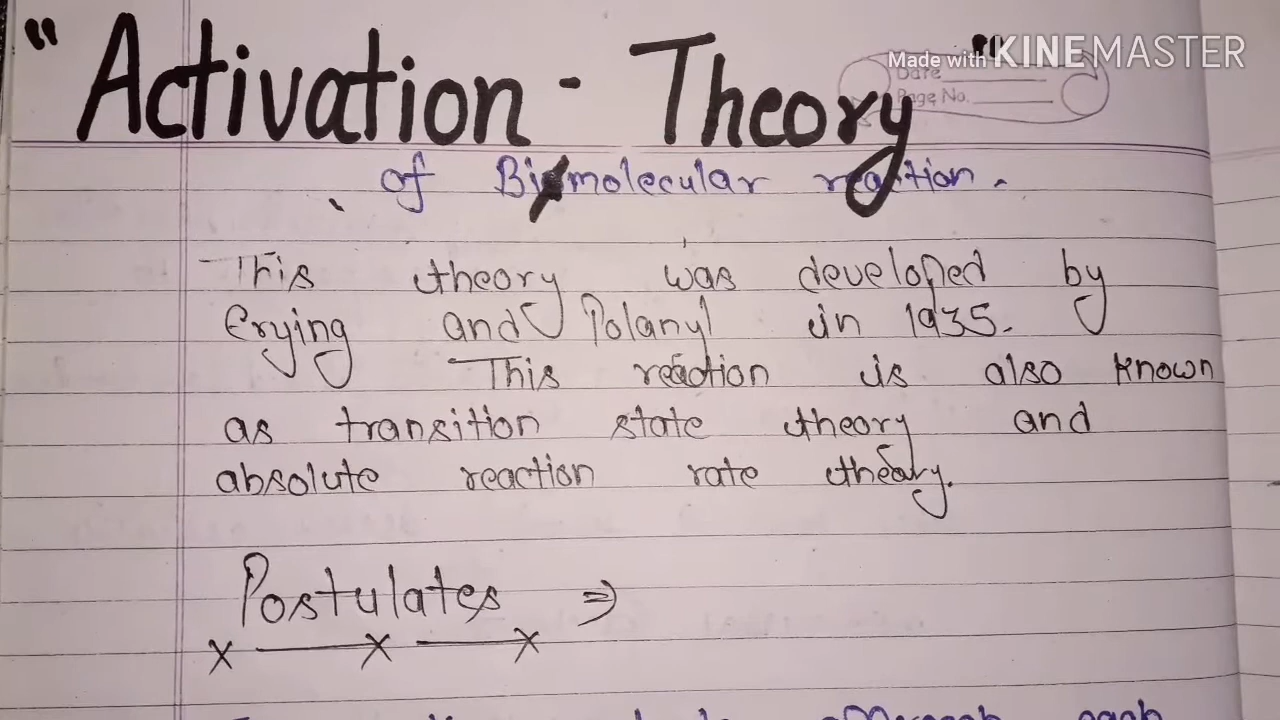 "Activation - Theory"
Made with KINEMASTER
Date
Page No.
of Bimolecular reaction.
This theory was developed by
Erying and Polanyl in 1935.
This reaction is also known
as transition state theory and
absolute reaction rate theory.
Postulates ⇒
x — x — x